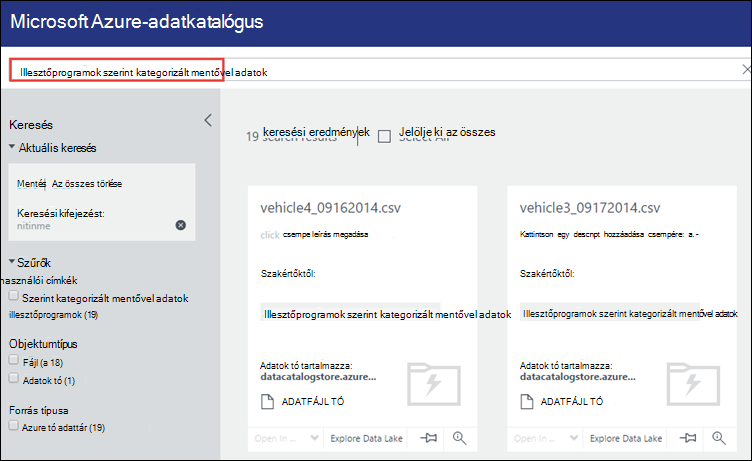 Microsoft Azure-adatkatalógus
Illesztőprogramok szerint kategorizált mentővel adatok
Keresés
Aktuális keresés
Mentés Az összes törlése
Keresési kifejezést:
nitinme
Szűrők
használói címkék
Szerint kategorizált mentővel adatok
illesztőprogramok (19)
Objektumtípus
Fájl (a 18)
Adatok tó (1)
Forrás típusa
Azure tó adattár (19)
19 keresési eredmények Jelölje ki az összes
vehicle4_09162014.csv
click csempe leírás megadása
Szakértőktől:
Illesztőprogramok szerint kategorizált mentővel adatok
Adatok tó tartalmazza:
datacatalogstore.azure...
ADATFÁJL TÓ
Open in ... Explore Data Lake
vehicle3_09172014.csv
Kattintson egy descnpt hozzáadása csempére: a. -
Szakértőktől:
Illesztőprogramok szerint kategorizált mentővel adatok
Adatok tó tartalmazza:
datacatalogstore.azure...
ADATFÁJL TÓ
Open in ... Explore Data Lake